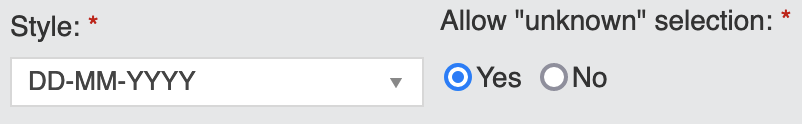 Style: *
DD-MM-YYYY
Allow "unknown" selection: *
Yes No